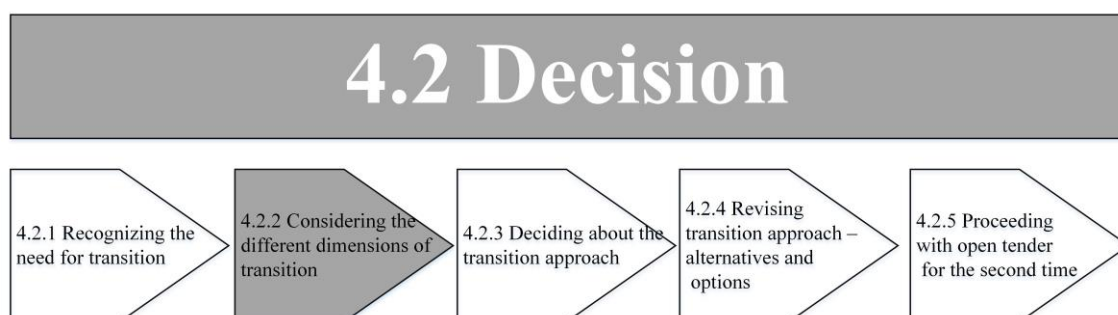 4.2 Decision
4.2.1 Recognizing the
need for transition
4.2.2 Considering the
different dimensions of
transition
4.2.3 Deciding about the
transition approach
4.2.4 Revising
transition approach –
alternatives and
options
4.2.5 Proceeding
with open tender
for the second time